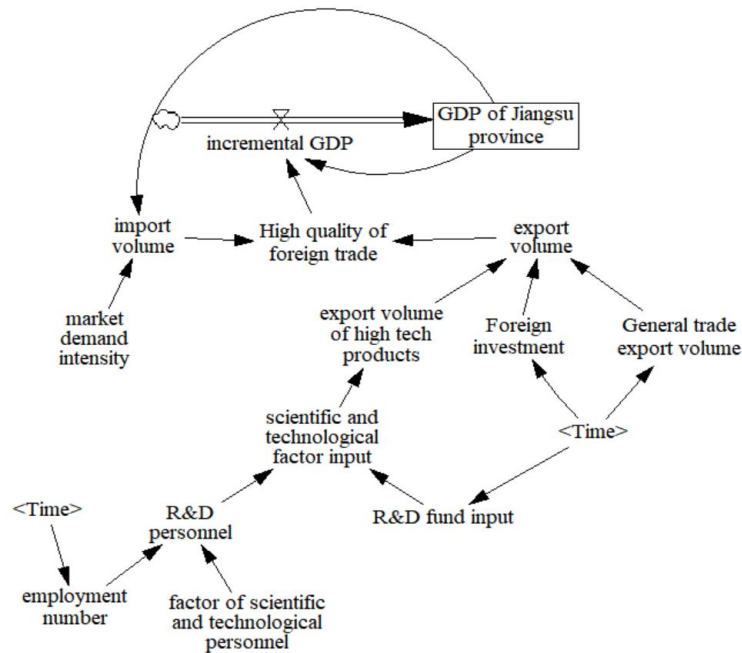 GDP of Jiangsu
province
incremental GDP
import
volume
High quality of
foreign trade
export
volume
market
demand
intensity
export volume
of high tech
products
Foreign
investment
General trade
export volume
scientific and
technological
factor input
<Time>
<Time>
R&D
personnel
R&D fund input
employment
number
factor of scientific
and technological
personnel